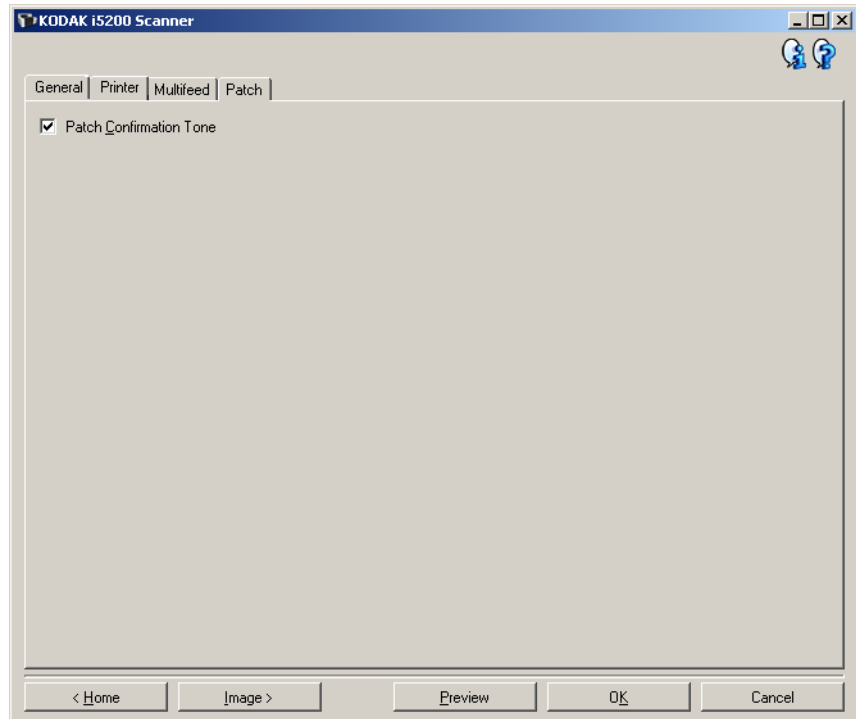 KODAK i5200 Scanner
General Printer Multifeed Patch
Patch Confirmation Tone
< Home Image > Preview OK Cancel